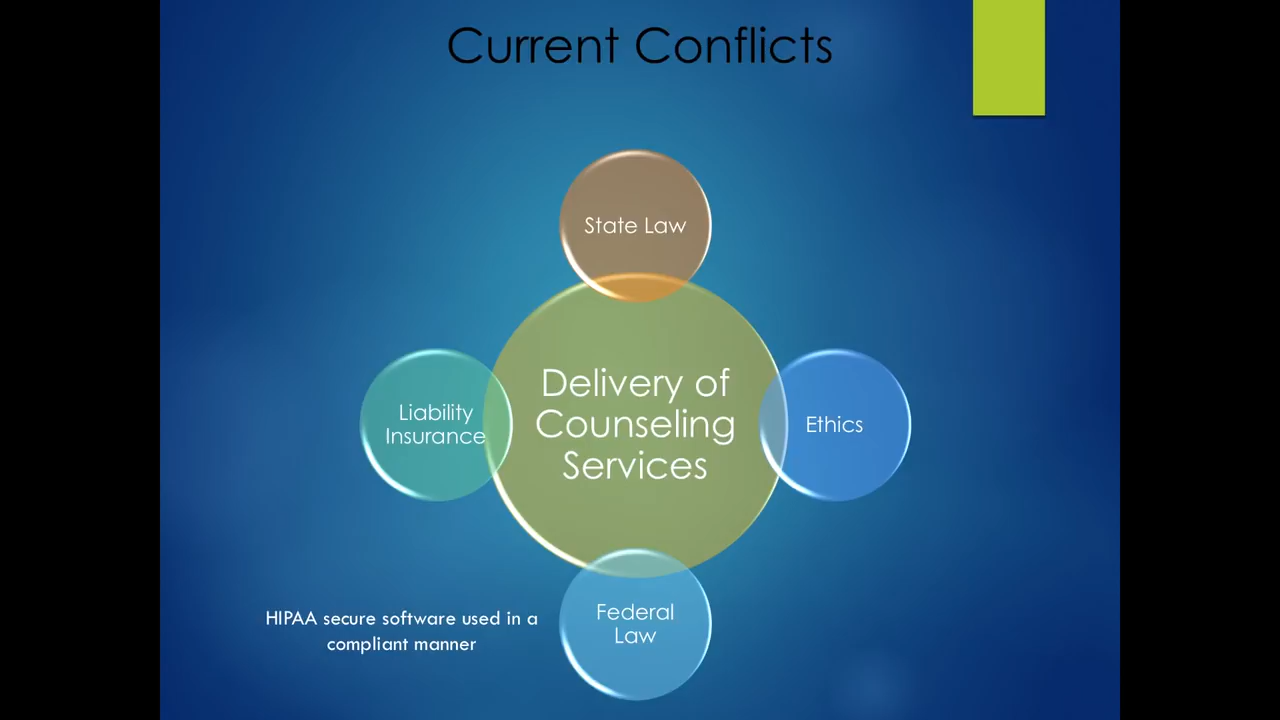 Current Conflicts
State Law
Delivery of
Counseling
Services
Liability
Insurance
Ethics
Federal
Law
HIPAA secure software used in a
compliant manner